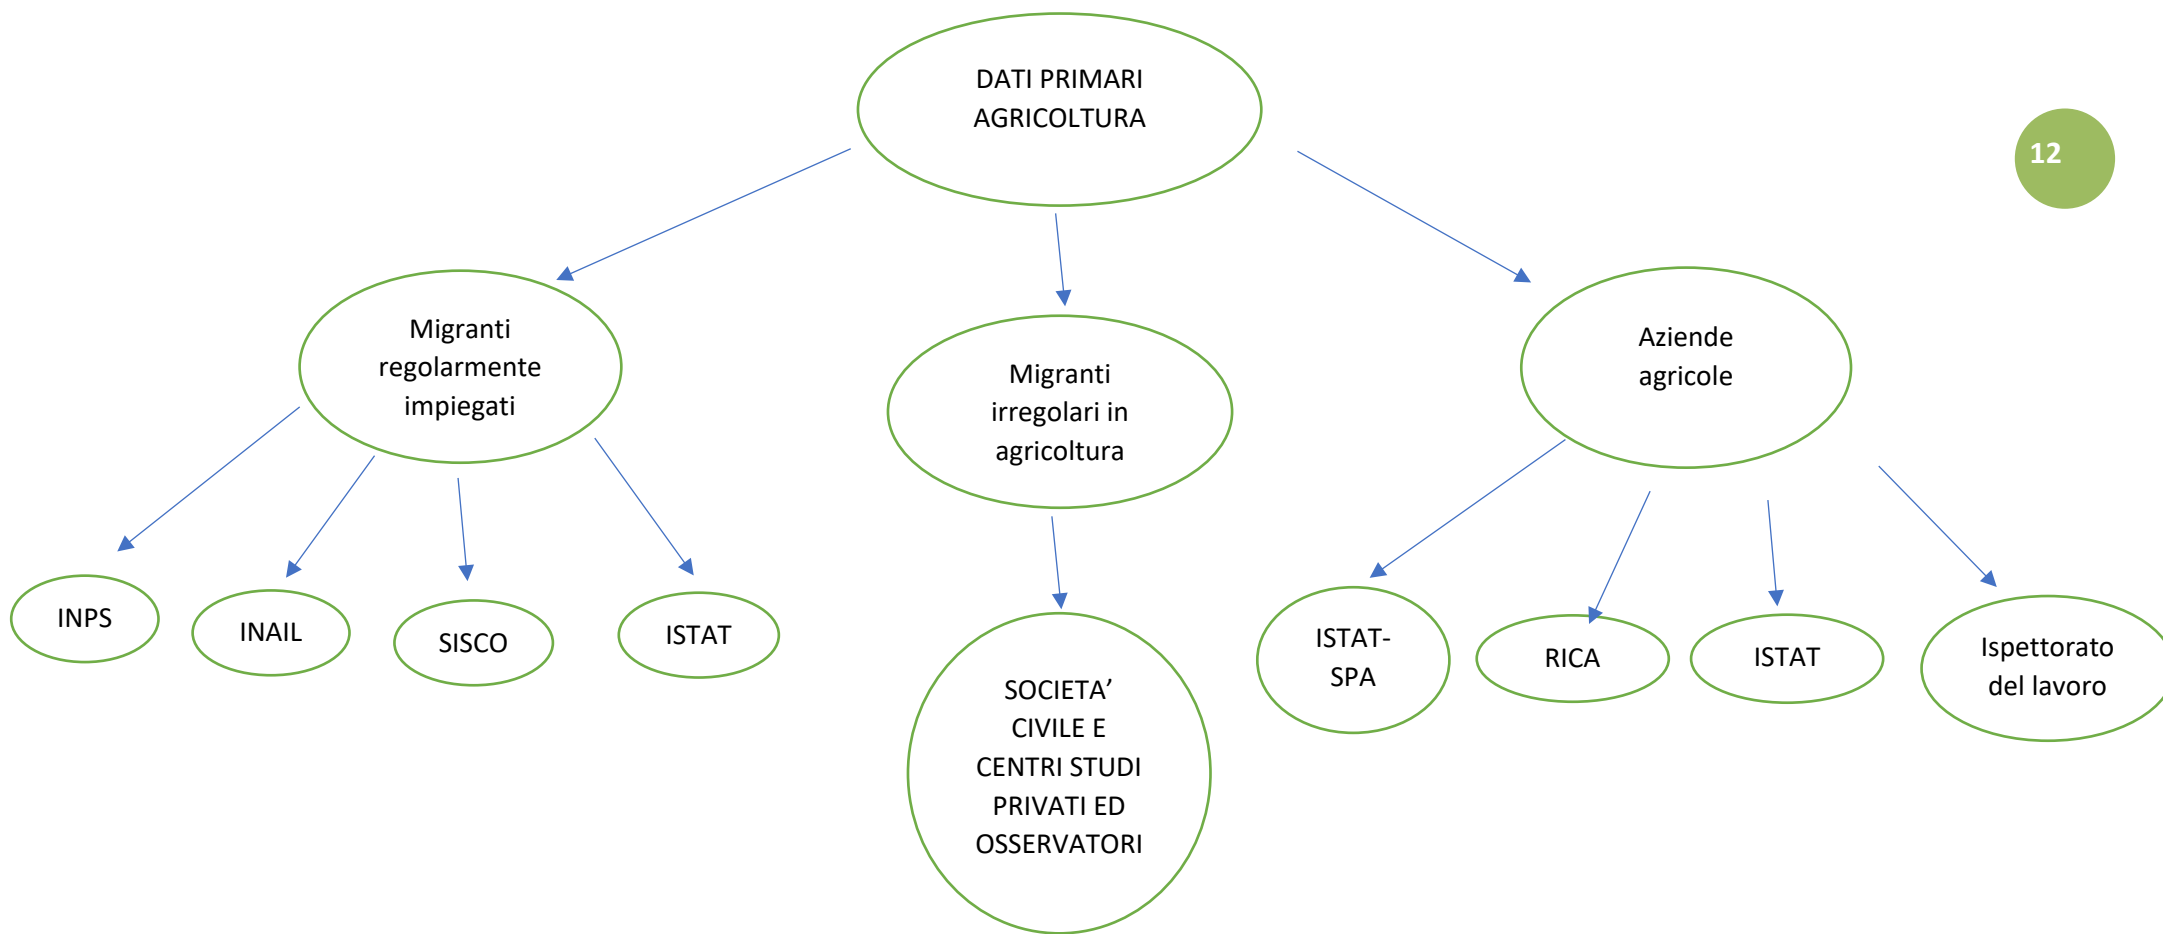 DATI PRIMARI
AGRICOLTURA
12
Migranti
regolarmente
impiegati
Migranti
irregolari in
agricoltura
Aziende
agricole
INPS
INAIL
SISCO
ISTAT
SOCIETA’
CIVILE E
CENTRI STUDI
PRIVATI ED
OSSERVATORI
ISTAT-
SPA
RICA
ISTAT
Ispettorato
del lavoro